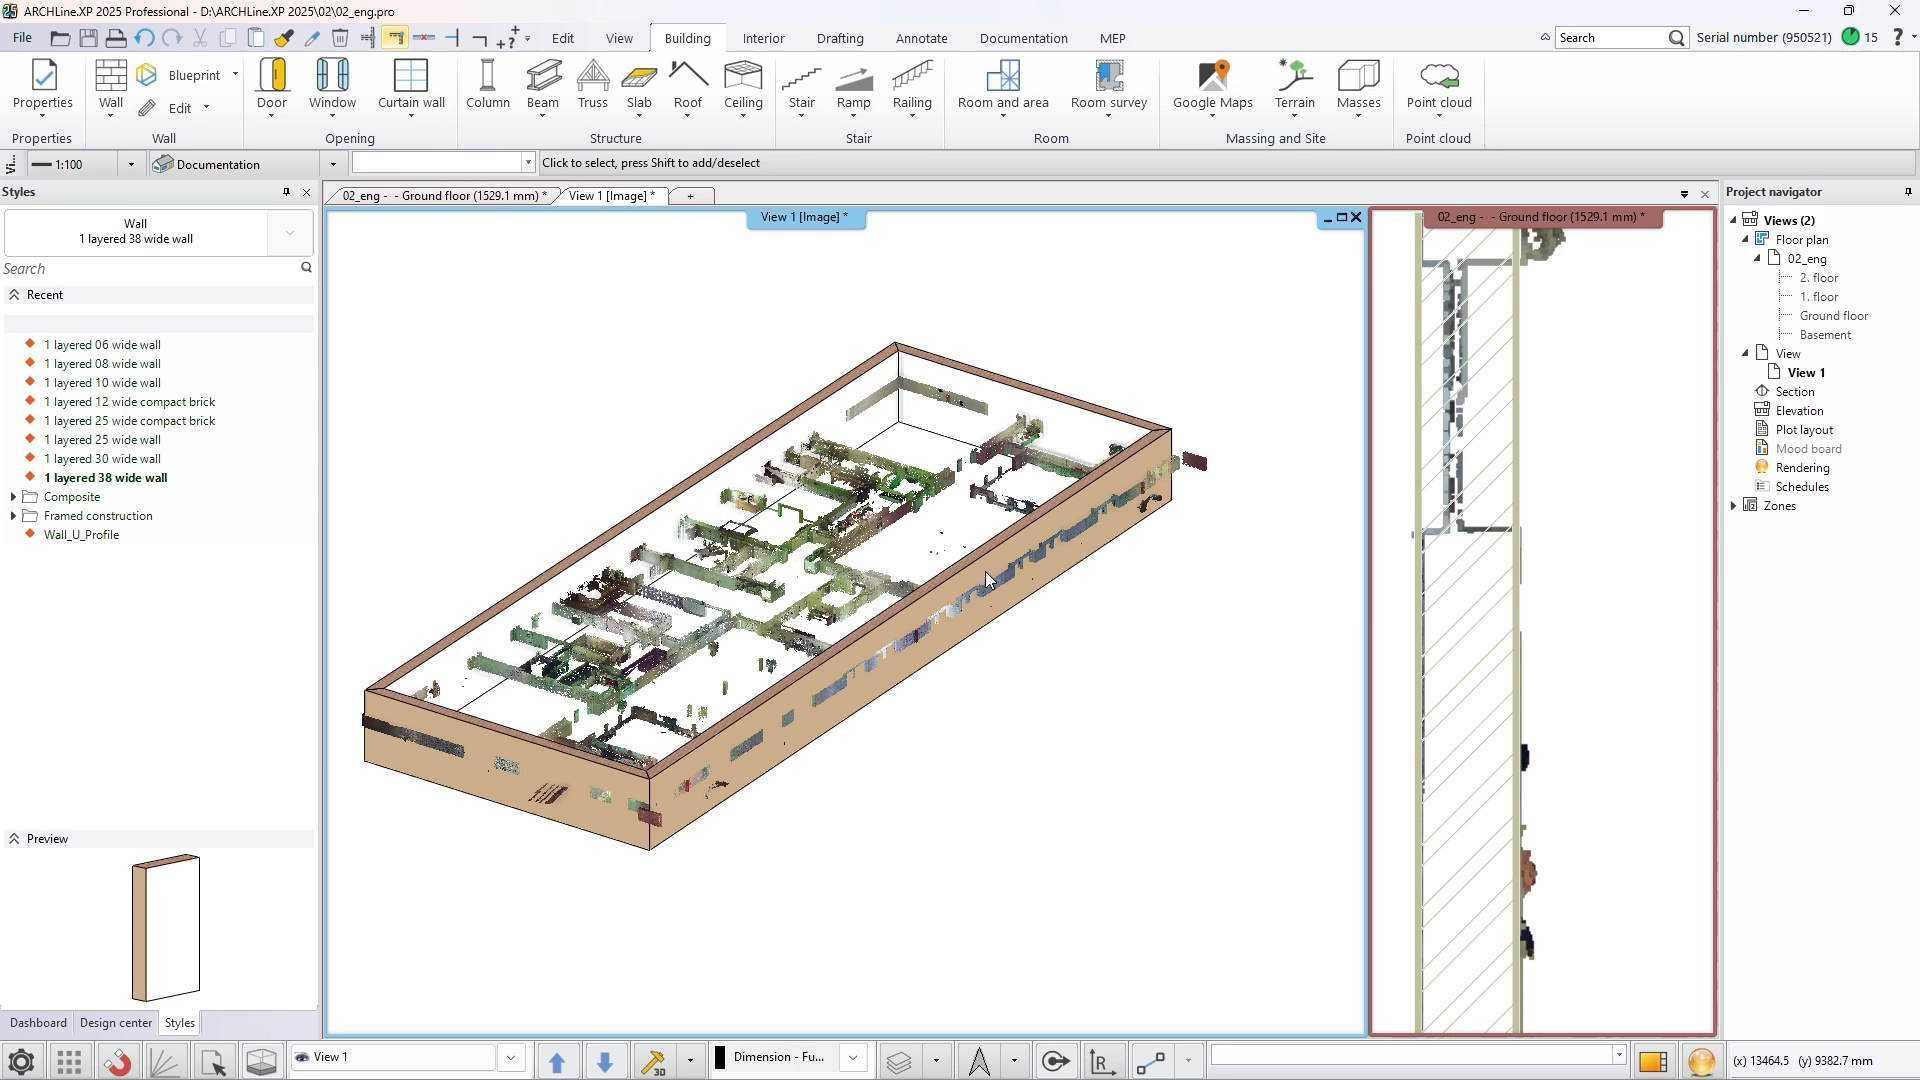 ARCHLine.XP 2025 Professional - D:\ARCHLine.XP 2025\02\02_eng.pro
File
Edit
View
Building
Interior
Drafting
Annotate
Documentation
MEP
Search
Serial number (950521)
15
?
Properties
Wall
Blueprint
Edit
Door
Window
Curtain wall
Column
Beam
Truss
Slab
Roof
Ceiling
Stair
Ramp
Railing
Room and area
Room survey
Google Maps
Terrain
Masses
Point cloud
Properties
Wall
Opening
Structure
Stair
Room
Massing and Site
Point cloud
1:100
Documentation
Click to select, press Shift to add/deselect
Styles
Wall
1 layered 38 wide wall
Search
Recent
1 layered 06 wide wall
1 layered 08 wide wall
1 layered 10 wide wall
1 layered 12 wide compact brick
1 layered 25 wide compact brick
1 layered 25 wide wall
1 layered 30 wide wall
1 layered 38 wide wall
Composite
Framed construction
Wall_U_Profile
Preview
Dashboard
Design center
Styles
02_eng - - Ground floor (1529.1 mm) *
View 1 [Image] *
+
View 1 [Image] *
02_eng - - Ground floor (1529.1 mm) *
Project navigator
Views (2)
Floor plan
02_eng
2. floor
1. floor
Ground floor
Basement
View
View 1
Section
Elevation
Plot layout
Mood board
Rendering
Schedules
Zones
View 1
3D
Dimension - Fu...
R
(x) 13464.5 (y) 9382.7 mm